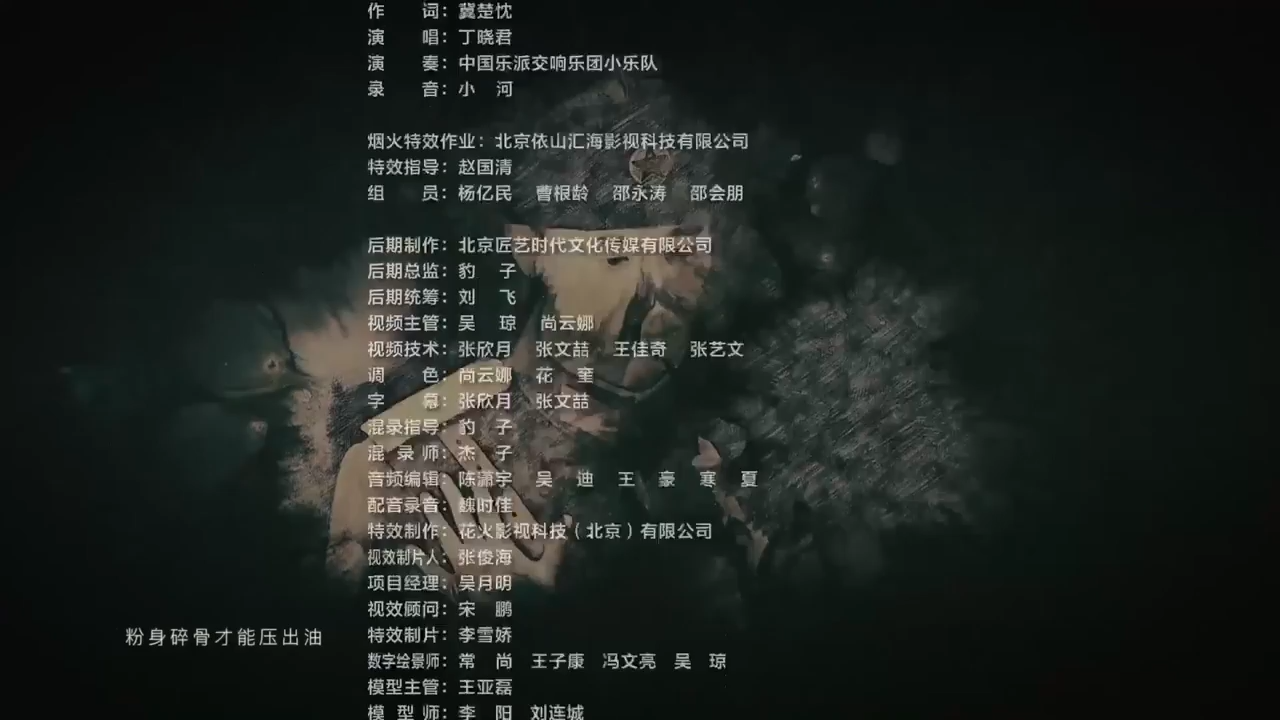 作 词：冀楚忱
演 唱：丁晓君
演 奏：中国乐派交响乐团小乐队
录 音：小 河
烟火特效作业：北京依山汇海影视科技有限公司
特效指导：赵国清
组 员：杨亿民 曹根龄 邵永涛 邵会朋
后期制作：北京匠艺时代文化传媒有限公司
后期总监：豹 子
后期统筹：刘 飞
视频主管：吴 琼 尚云娜
视频技术：张欣月 张文喆 王佳奇 张艺文
调 色：尚云娜 花 奎
字 幕：张欣月 张文喆
混录指导：豹 子
混 录 师：杰 子
音频编辑：陈潇宇 吴 迪 王 豪 寒 夏
配音录音：魏时佳
特效制作：花火影视科技（北京）有限公司
视效制片人：张俊海
项目经理：吴月明
视效顾问：宋 鹏
粉身碎骨才能压出油
特效制片：李雪娇
数字绘景师：常 尚 王子康 冯文亮 吴 琼
模型主管：王亚磊
模 型 师：李 阳 刘连城